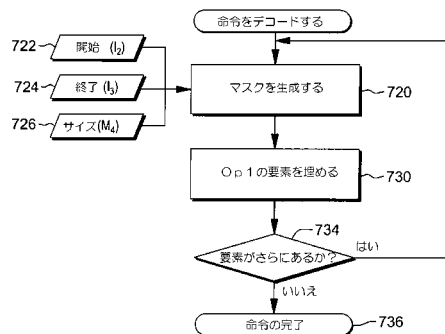 命令をデコードする
722
開始 (I2)
724
終了 (I3)
726
サイズ(M4)
マスクを生成する
720
Op1の要素を埋める
730
734
要素がさらにあるか?
はい
いいえ
命令の完了
736